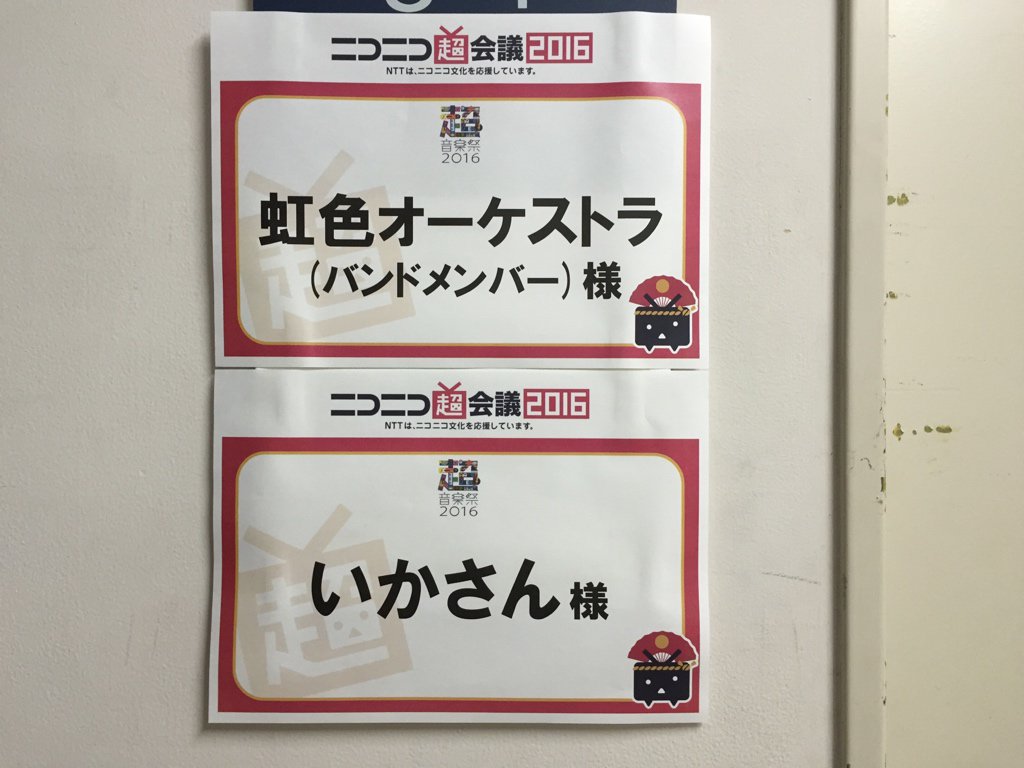 ニコニコ超会議2016
NTTは、ニコニコ文化を応援しています。
超
音楽祭
2016
虹色オーケストラ
(バンドメンバー)様
ニコニコ超会議2016
NTTは、ニコニコ文化を応援しています。
超
音楽祭
2016
いかさん様